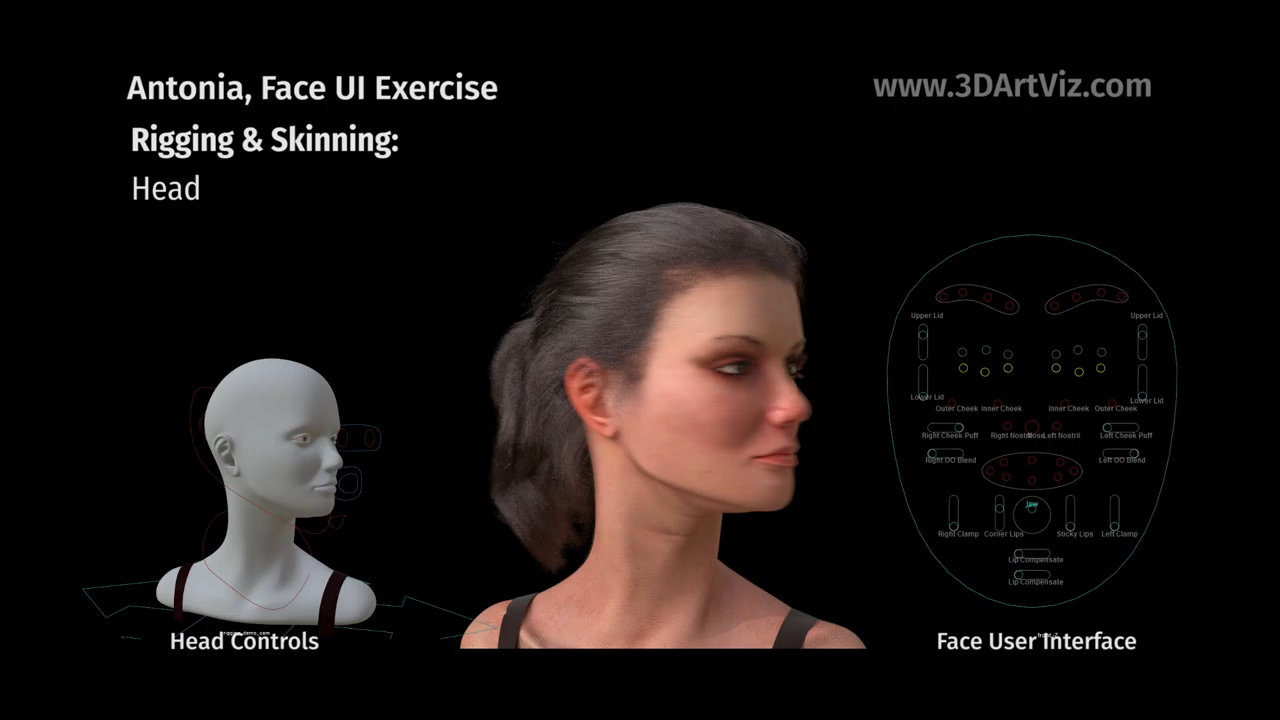 Antonia, Face UI Exercise
www.3DArtViz.com
Rigging & Skinning:
Head
Upper Lid
Upper Lid
Lower Lid
Lower Lid
Outer Cheek
Inner Cheek
Inner Cheek
Outer Cheek
Right Cheek Puff
Right Nostril
Nose
Left Nostril
Left Cheek Puff
Right OO Blend
Left OO Blend
Jaw
Right Clamp
Corner Lips
Sticky Lips
Left Clamp
Lip Compensate
Lip Compensate
Head Controls
Face User Interface